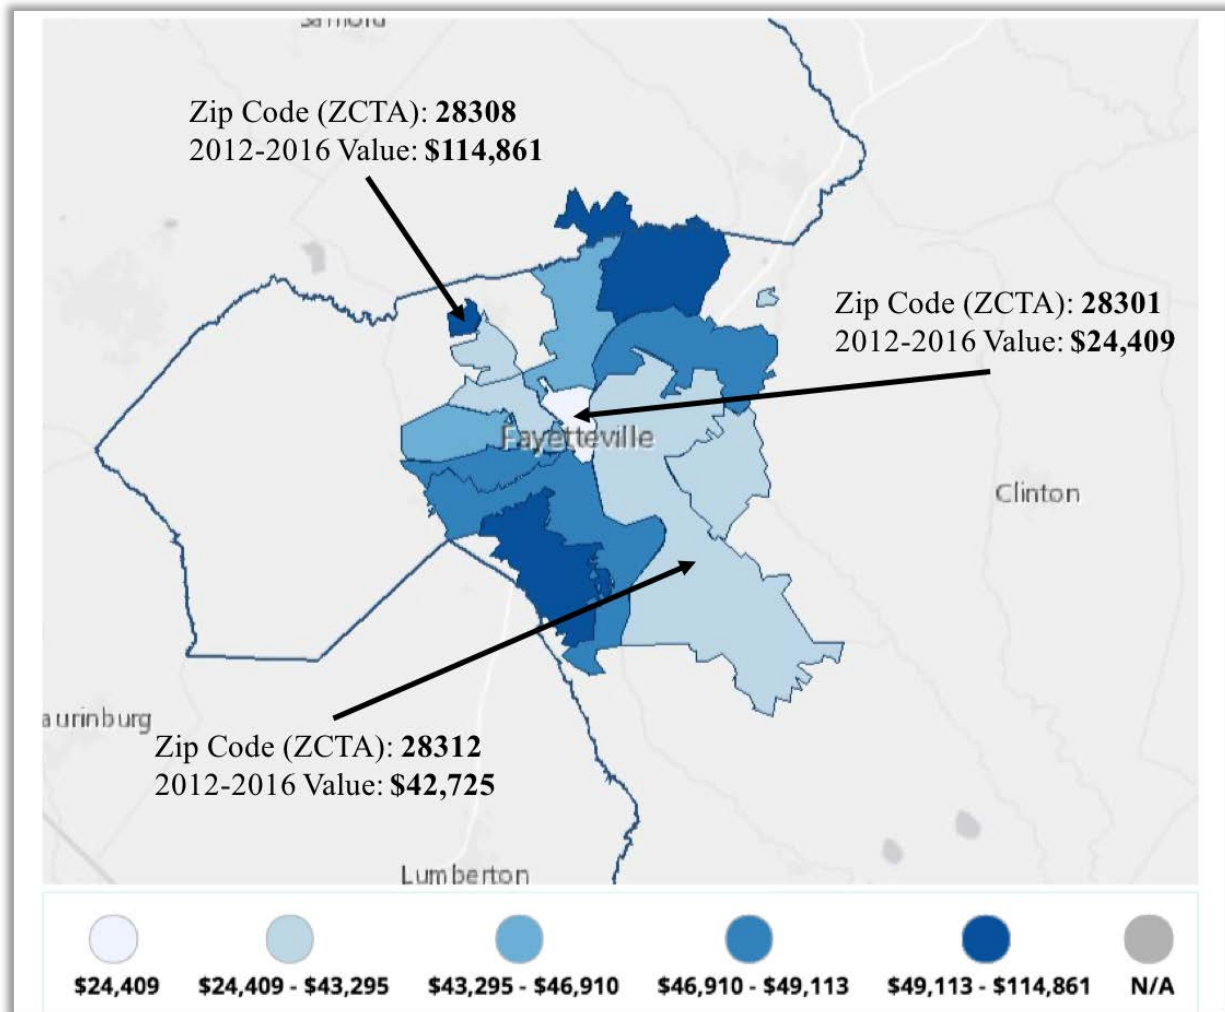 Zip Code (ZCTA): 28308
2012-2016 Value: $114,861
Zip Code (ZCTA): 28301
2012-2016 Value: $24,409
Fayetteville
Clinton
aurinburg
Zip Code (ZCTA): 28312
2012-2016 Value: $42,725
Lumberton
$24,409
$24,409 - $43,295
$43,295 - $46,910
$46,910 - $49,113
$49,113 - $114,861
N/A